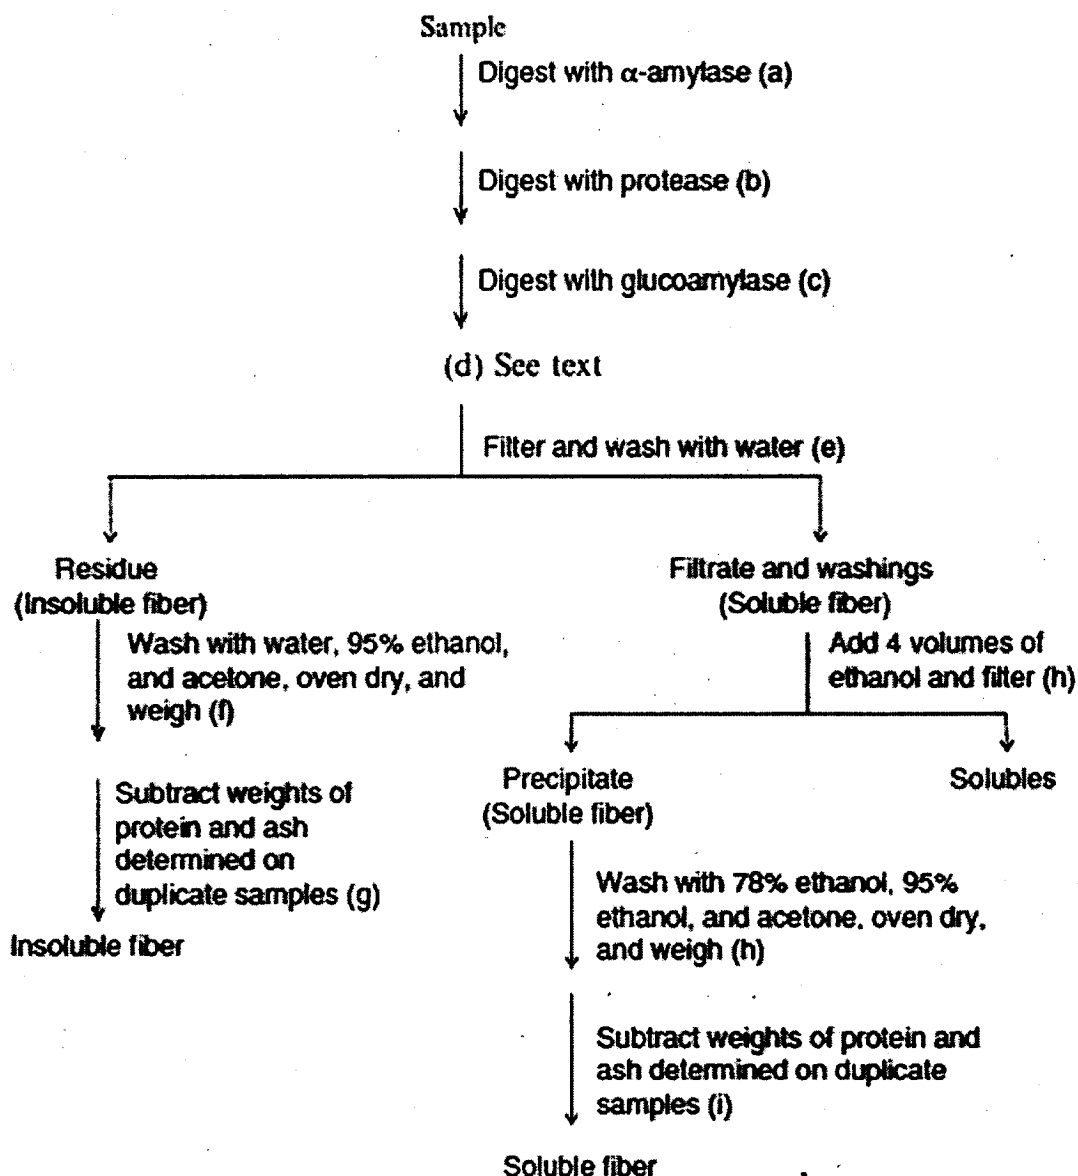 Sample
Digest with α-amylase (a)
Digest with protease (b)
Digest with glucoamylase (c)
(d) See text
Filter and wash with water (e)
Residue
(Insoluble fiber)
Wash with water, 95% ethanol,
and acetone, oven dry, and
weigh (f)
Subtract weights of
protein and ash
determined on
duplicate samples (g)
Insoluble fiber
Filtrate and washings
(Soluble fiber)
Add 4 volumes of
ethanol and filter (h)
Precipitate
(Soluble fiber)
Solubles
Wash with 78% ethanol, 95%
ethanol, and acetone, oven dry,
and weigh (h)
Subtract weights of protein and
ash determined on duplicate
samples (i)
Soluble fiber